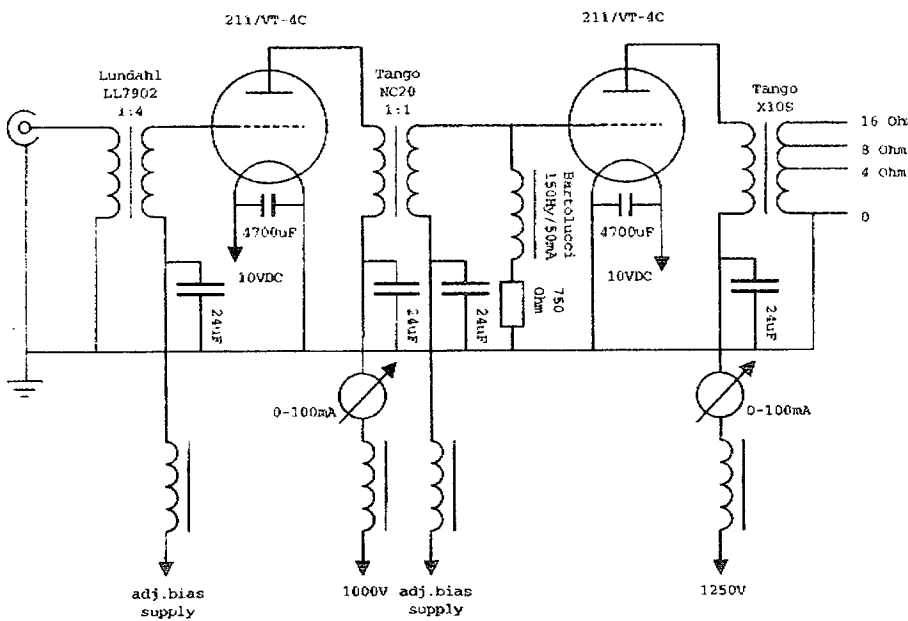 211/VT-4C
211/VT-4C
Lundahl
LL7902
1:4
Tango
NC20
1:1
Tango
X10S
16 Oh
8 Ohm
4 Ohm
0
Bartolucci
150Hy/50mA
4700uF
4700uF
10VDC
10VDC
750
Ohm
24uF
24uF
24uF
24uF
0-100mA
0-100mA
adj.bias
supply
1000V
adj.bias
supply
1250V